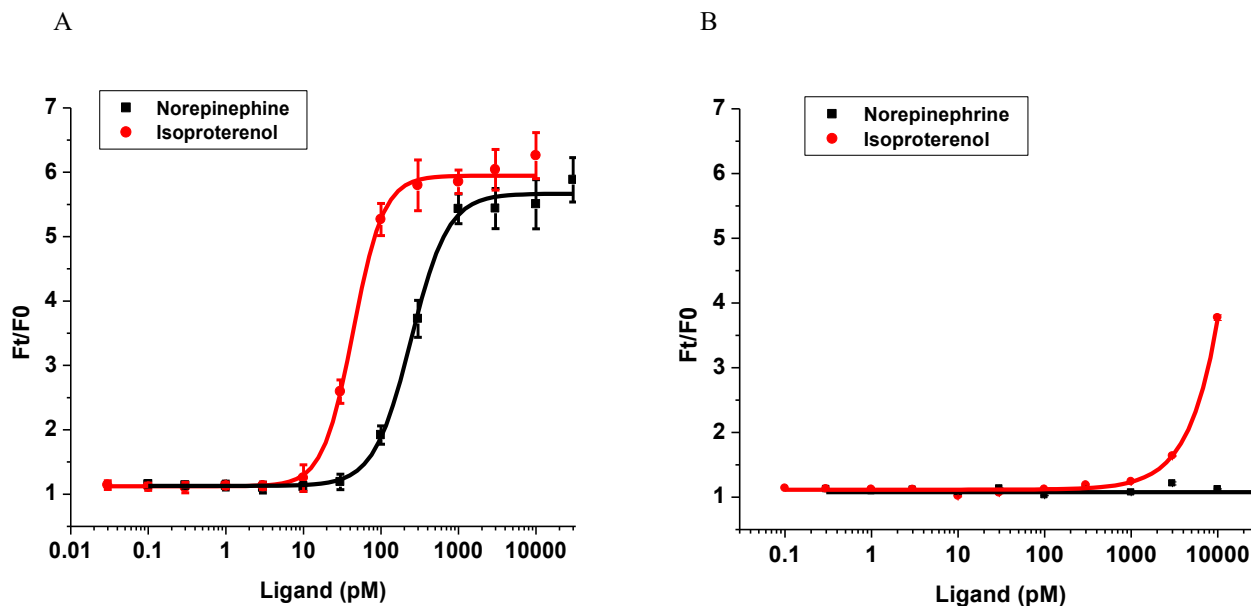 A
Norepinephine
Isoproterenol
7
6
5
4
3
2
1
Ft/F0
0.01 0.1 1 10 100 1000 10000
Ligand (pM)
B
Norepinephrine
Isoproterenol
7
6
5
4
3
2
1
Ft/F0
0.1 1 10 100 1000 10000
Ligand (pM)